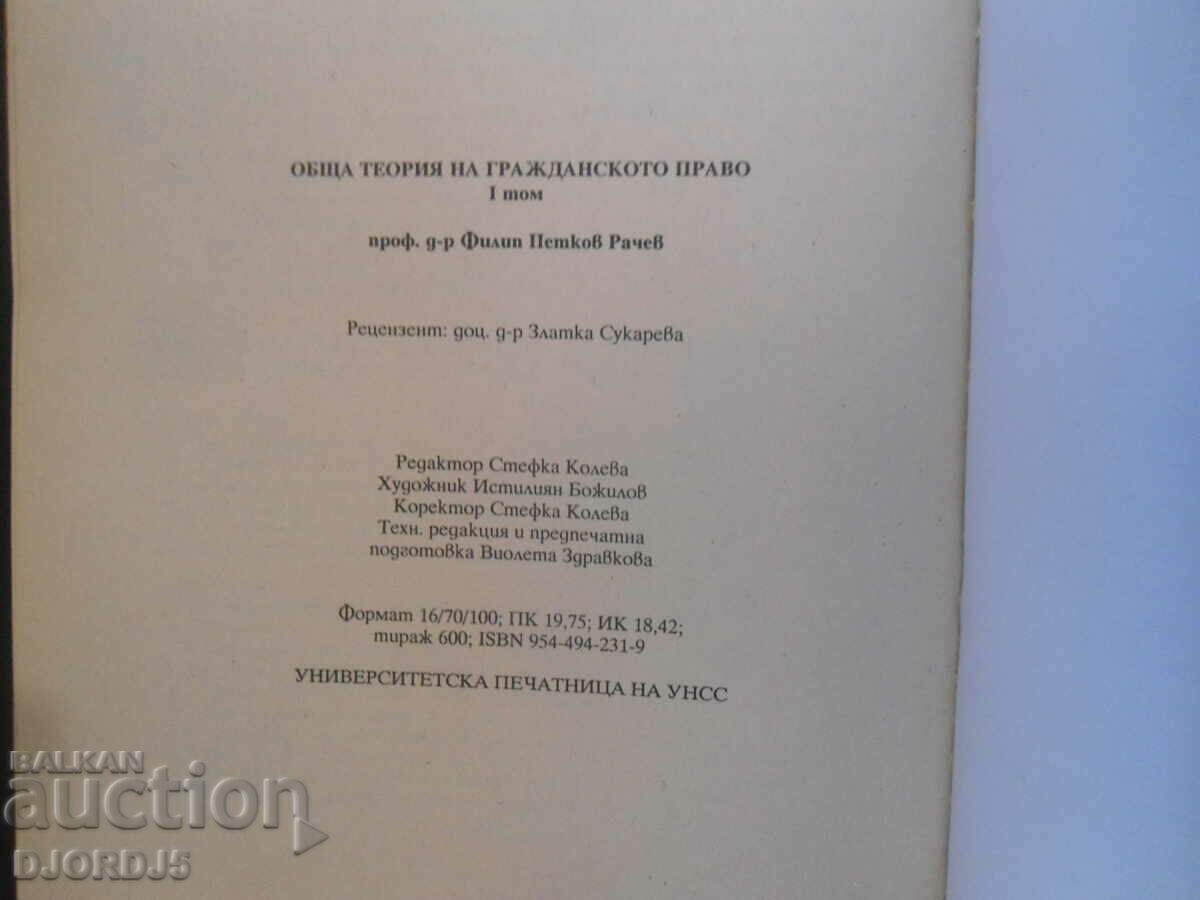 ОБЩА ТЕОРИЯ НА ГРАЖДАНСКОТО ПРАВО
I том
проф. д-р Филип Петков Рачев
Рецензент: доц. д-р Златка Сукарева
Редактор Стефка Колева
Художник Истилиян Божилов
Коректор Стефка Колева
Техн. редакция и предпечатна
подготовка Виолета Здравкова
Формат 16/70/100; ПК 19,75; ИК 18,42;
тираж 600; ISBN 954-494-231-9
УНИВЕРСИТЕТСКА ПЕЧАТНИЦА НА УНСС
BALKAN
auction
DJORDJ5